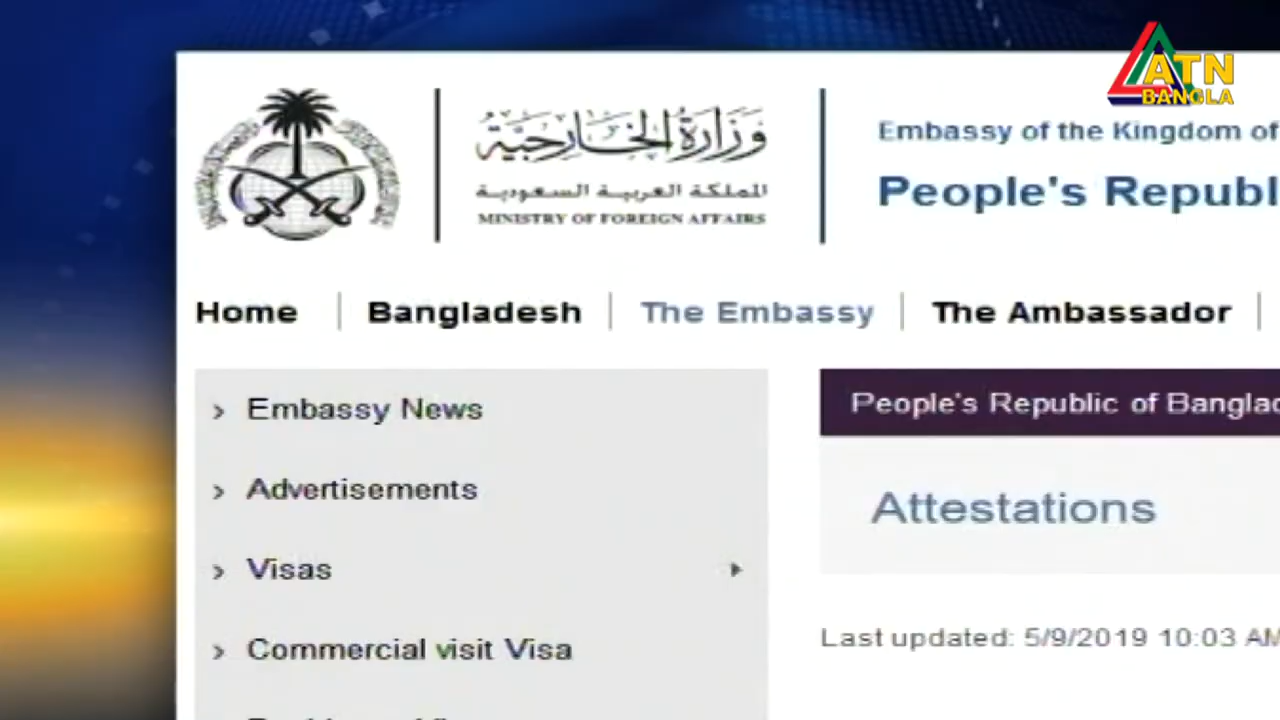 ATN
BANGLA
وزارة الخارجية
المملكة العربية السعودية
MINISTRY OF FOREIGN AFFAIRS
Embassy of the Kingdom of
People's Republ
Home
Bangladesh
The Embassy
The Ambassador
Embassy News
Advertisements
Visas
Commercial visit Visa
People's Republic of Banglad
Attestations
Last updated: 5/9/2019 10:03 AM